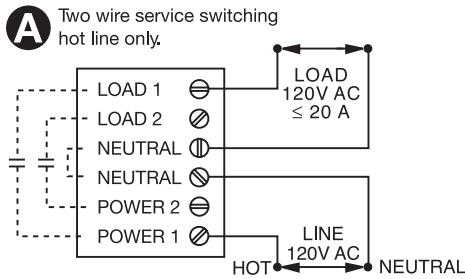 A Two wire service switching
hot line only.
LOAD 1
LOAD 2
NEUTRAL
NEUTRAL
POWER 2
POWER 1
LOAD
120V AC
≤ 20 A
LINE
120V AC
HOT
NEUTRAL